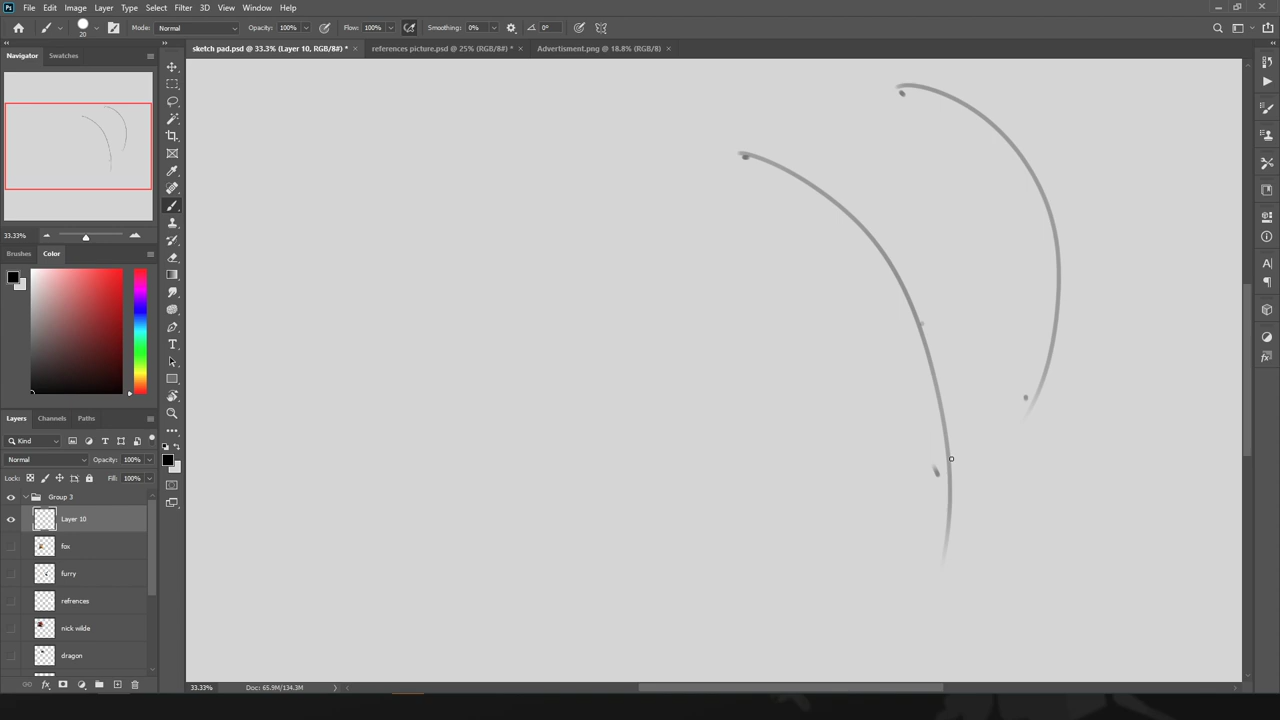 Ps File Edit Image Layer Type Select Filter 3D View Window Help
20 Mode: Normal Opacity: 100% Flow: 100% Smoothing: 0% 0°
sketch pad.psd @ 33.3% (Layer 10, RGB/8#) * × references picture.psd @ 25% (RGB/8#) * × Advertisment.png @ 18.8% (RGB/8) ×
Navigator Swatches
33.33%
Brushes Color
Layers Channels Paths
Kind
Normal Opacity: 100%
Lock: Fill: 100%
Group 3
Layer 10
fox
furry
refrences
nick wilde
dragon
fx
33.33% Doc: 65.9M/134.3M